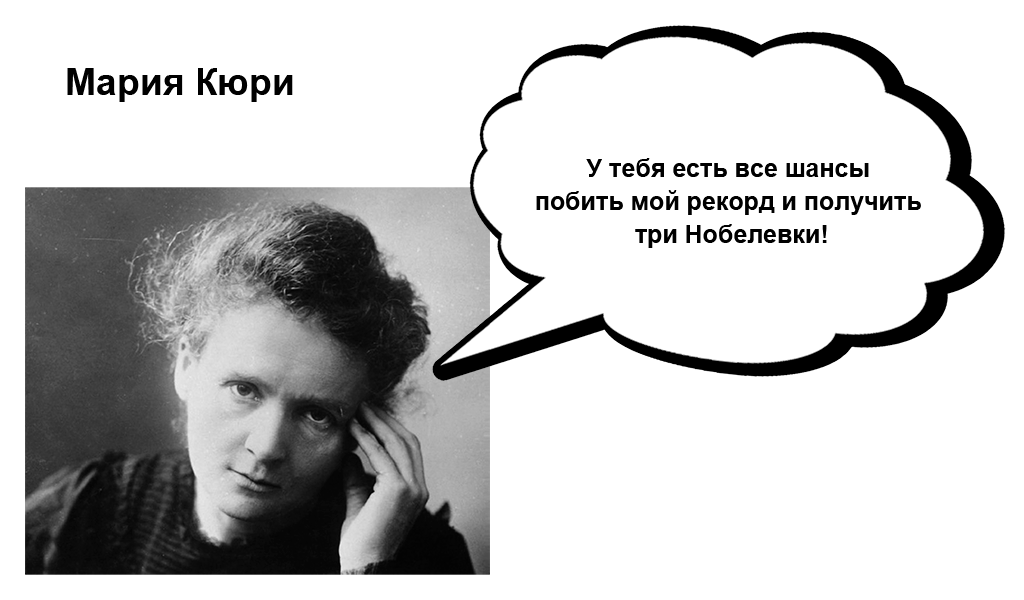 Мария Кюри
У тебя есть все шансы
побить мой рекорд и получить
три Нобелевки!